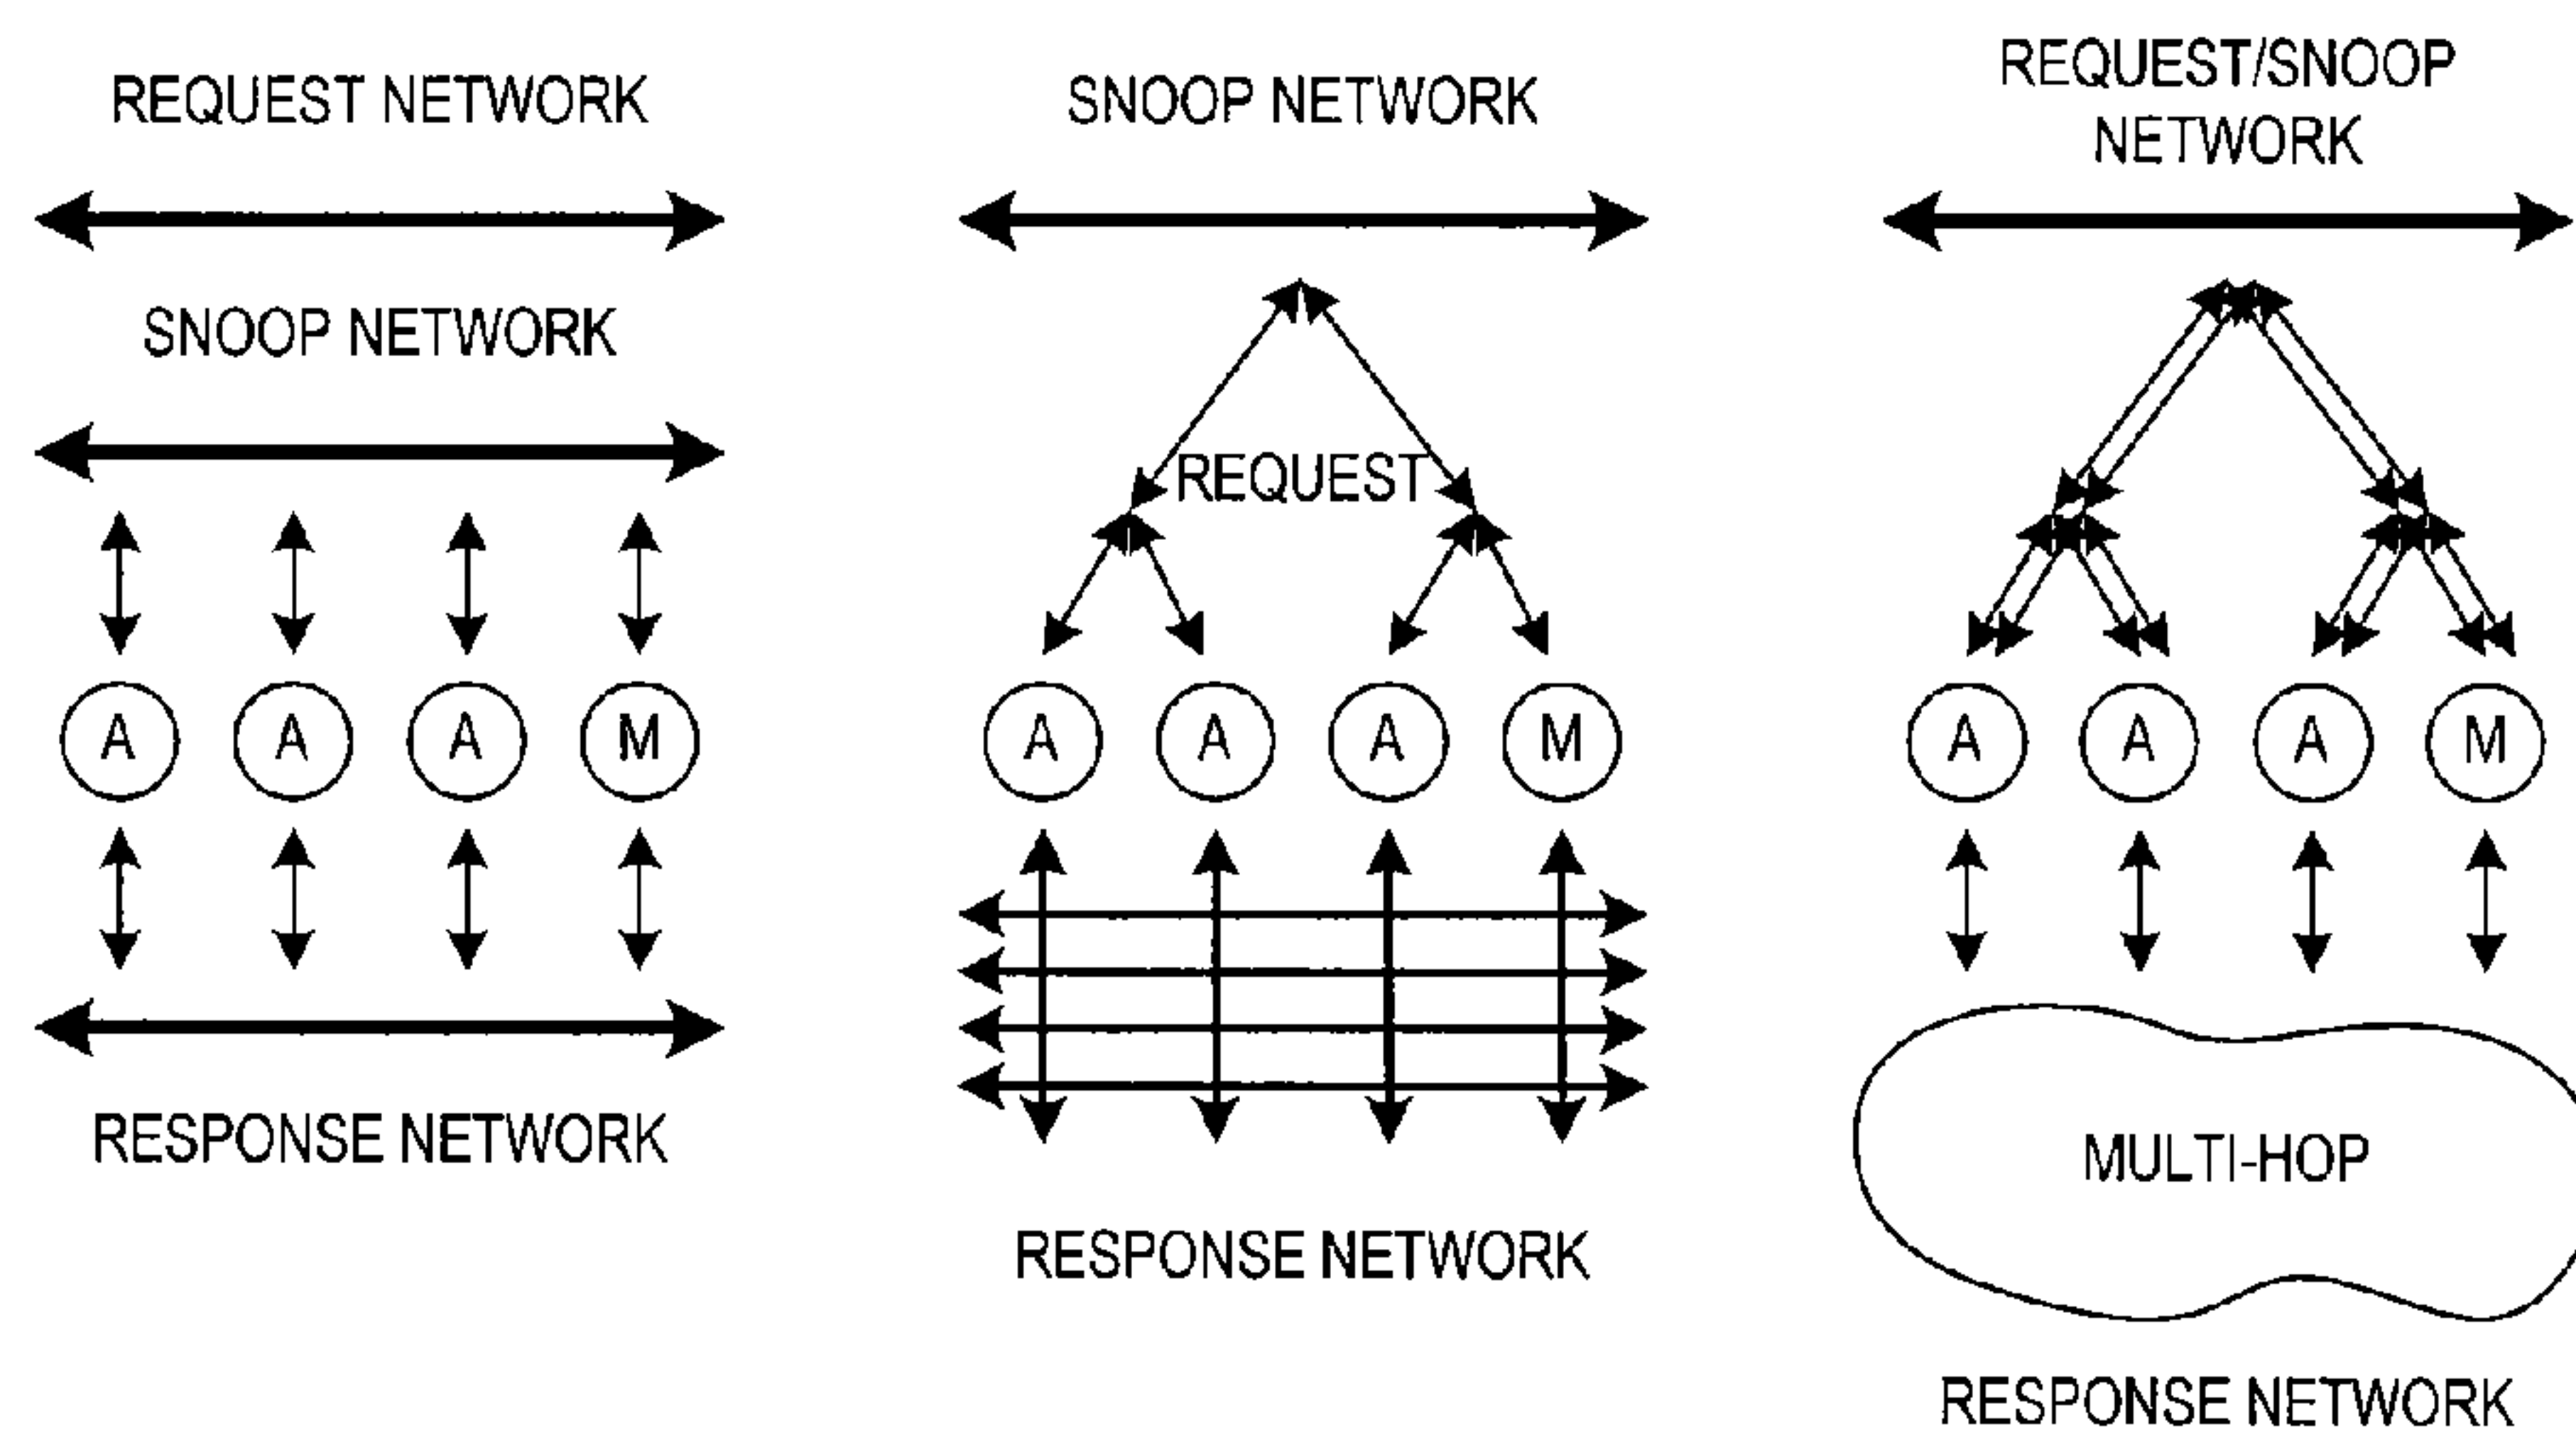 REQUEST NETWORK
SNOOP NETWORK
A A A M
RESPONSE NETWORK
SNOOP NETWORK
REQUEST
A A A M
RESPONSE NETWORK
REQUEST/SNOOP
NETWORK
A A A M
MULTI-HOP
RESPONSE NETWORK